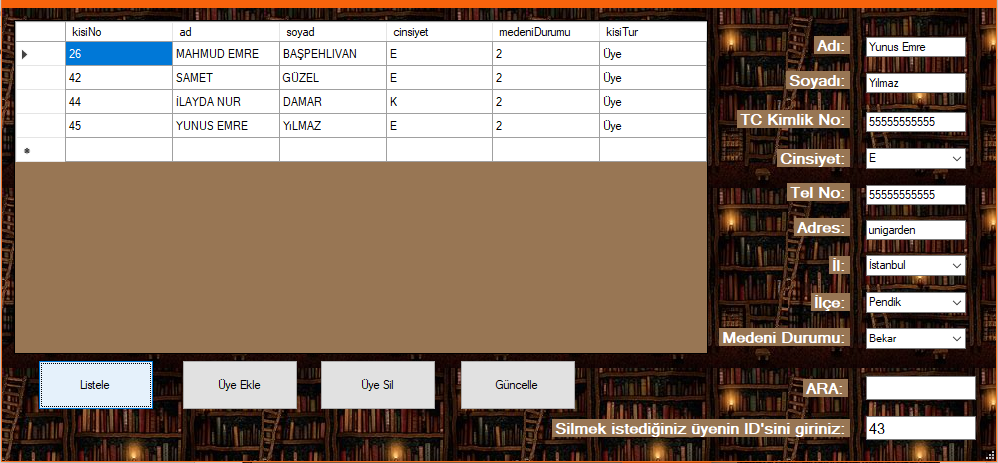 kisiNo ad soyad cinsiyet medeniDurumu kisiTur
26 MAHMUD EMRE BAŞPEHLIVAN E 2 Üye
42 SAMET GÜZEL E 2 Üye
44 İLAYDA NUR DAMAR K 2 Üye
45 YUNUS EMRE YıLMAZ E 2 Üye
Adı: Yunus Emre
Soyadı: Yılmaz
TC Kimlik No: 55555555555
Cinsiyet: E
Tel No: 55555555555
Adres: unigarden
İl: İstanbul
İlçe: Pendik
Medeni Durumu: Bekar
Listele Üye Ekle Üye Sil Güncelle
ARA:
Silmek istediğiniz üyenin ID'sini giriniz: 43